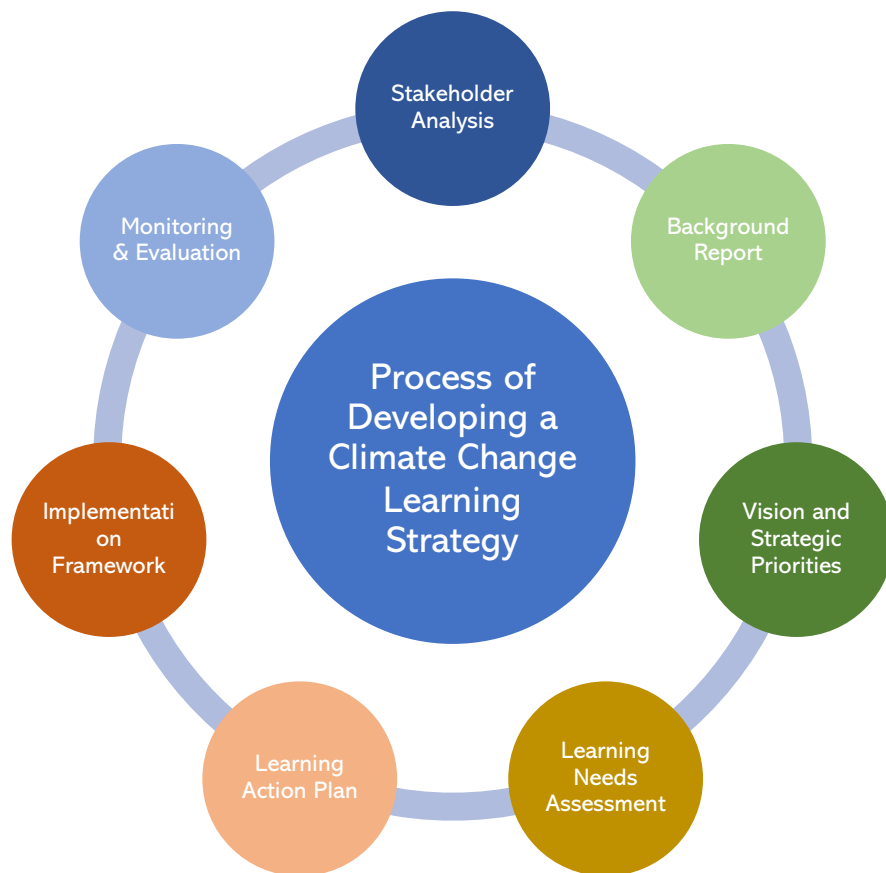 Stakeholder
Analysis
Background
Report
Vision and
Strategic
Priorities
Learning
Needs
Assessment
Learning
Action Plan
Implementati
on
Framework
Monitoring
& Evaluation
Process of
Developing a
Climate Change
Learning
Strategy